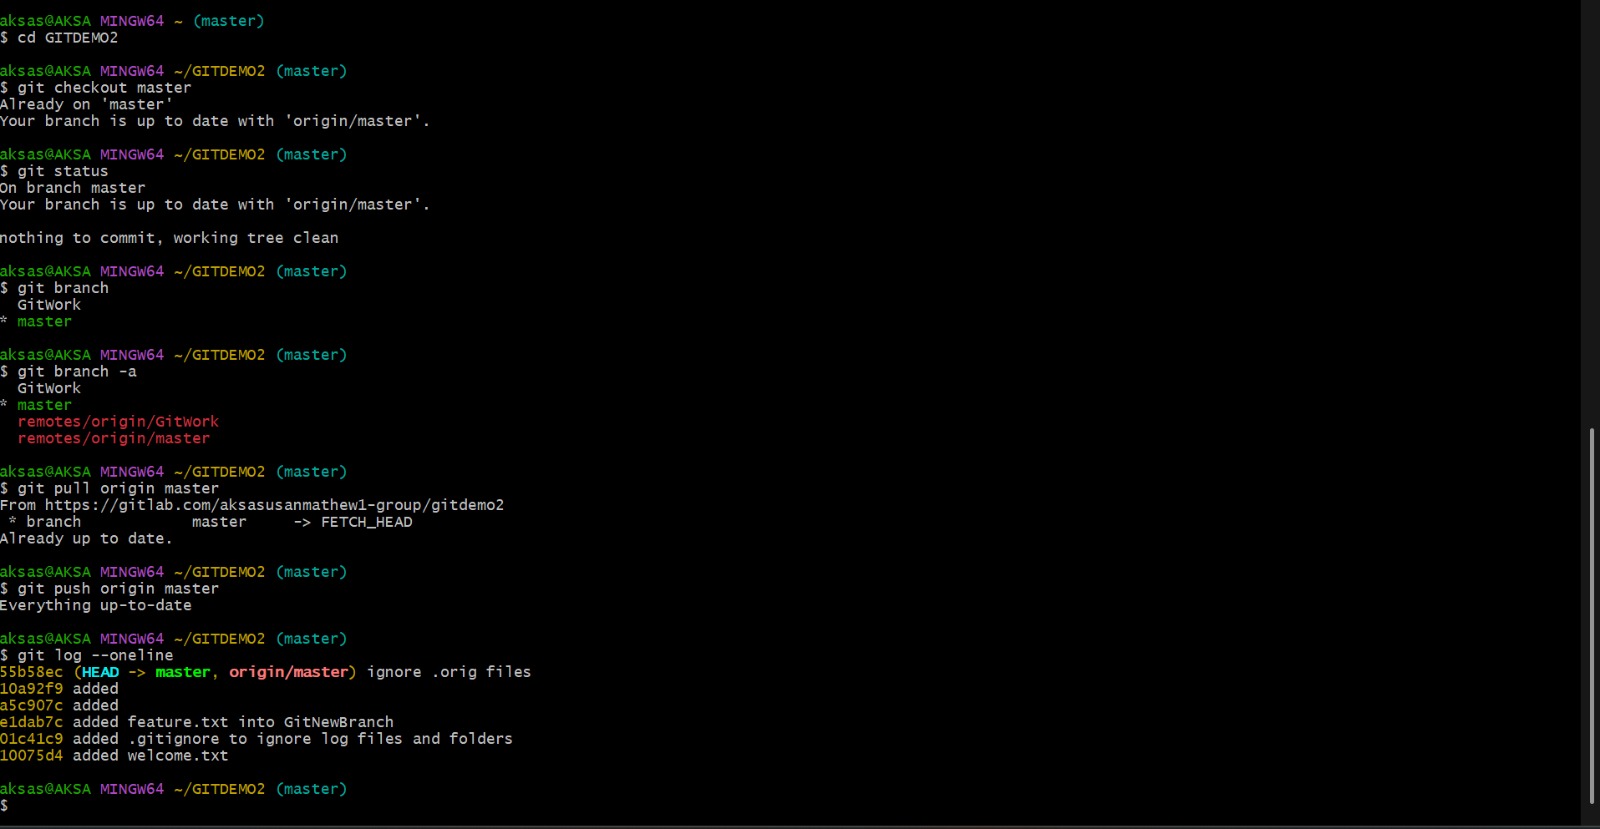 aksas@AKSA MINGW64 ~ (master)
$ cd GITDEMO2
aksas@AKSA MINGW64 ~/GITDEMO2 (master)
$ git checkout master
Already on 'master'
Your branch is up to date with 'origin/master'.
aksas@AKSA MINGW64 ~/GITDEMO2 (master)
$ git status
On branch master
Your branch is up to date with 'origin/master'.
nothing to commit, working tree clean
aksas@AKSA MINGW64 ~/GITDEMO2 (master)
$ git branch
  GitWork
* master
aksas@AKSA MINGW64 ~/GITDEMO2 (master)
$ git branch -a
  GitWork
* master
  remotes/origin/GitWork
  remotes/origin/master
aksas@AKSA MINGW64 ~/GITDEMO2 (master)
$ git pull origin master
From https://gitlab.com/aksasusanmathew1-group/gitdemo2
 * branch            master     -> FETCH_HEAD
Already up to date.
aksas@AKSA MINGW64 ~/GITDEMO2 (master)
$ git push origin master
Everything up-to-date
aksas@AKSA MINGW64 ~/GITDEMO2 (master)
$ git log --oneline
55b58ec (HEAD -> master, origin/master) ignore .orig files
10a92f9 added
a5c907c added
e1dab7c added feature.txt into GitNewBranch
01c41c9 added .gitignore to ignore log files and folders
10075d4 added welcome.txt
aksas@AKSA MINGW64 ~/GITDEMO2 (master)
$